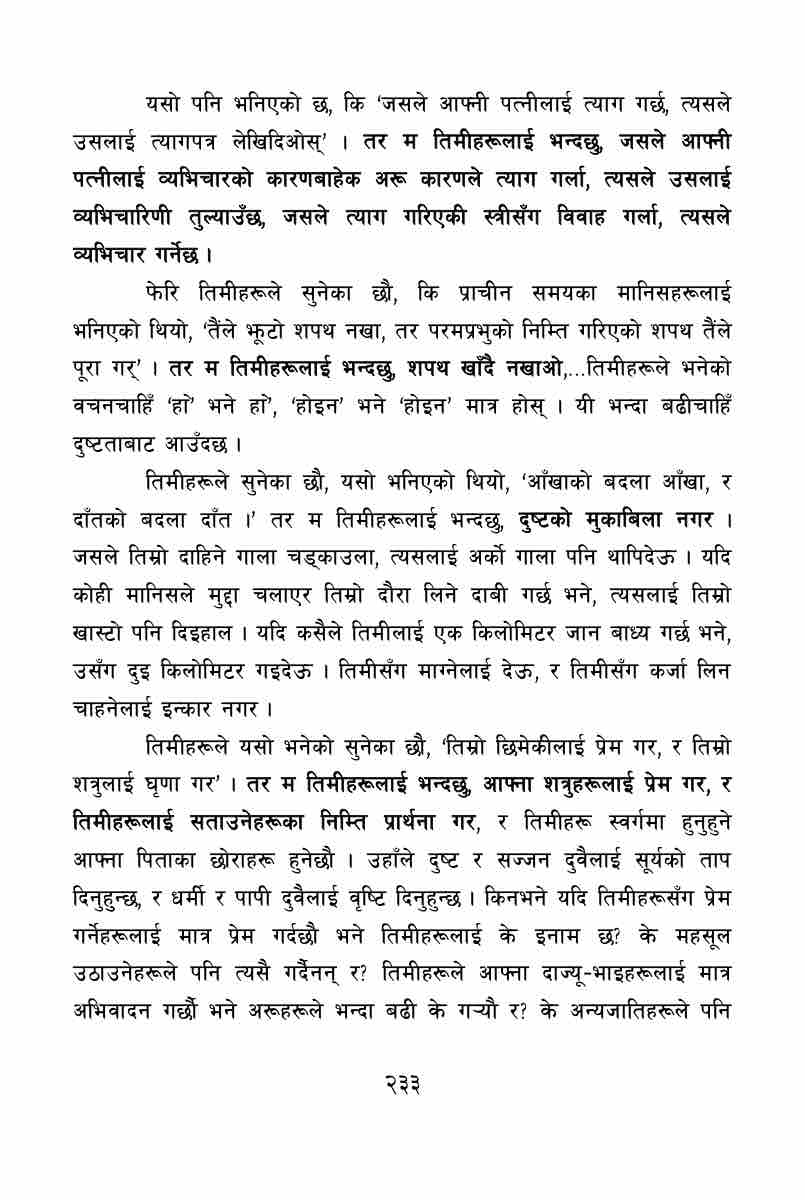 यसो पनि भनिएको छ, कि ‘जसले आफ्नी पत्नीलाई त्याग गर्छ, त्यसले
उसलाई त्यागपत्र लेखिदिओस्’ । तर म तिमीहरूलाई भन्दछु, जसले आफ्नी
पत्नीलाई व्यभिचारको कारणबाहेक अरू कारणले त्याग गर्ला, त्यसले उसलाई
व्यभिचारिणी तुल्याउँछ, जसले त्याग गरिएकी स्त्रीसँग विवाह गर्ला, त्यसले
व्यभिचार गर्नेछ ।
फेरि तिमीहरूले सुनेका छौ, कि प्राचीन समयका मानिसहरूलाई
भनिएको थियो, ‘तैंले झूटो शपथ नखा, तर परमप्रभुको निम्ति गरिएको शपथ तैंले
पूरा गर्’ । तर म तिमीहरूलाई भन्दछु, शपथ खाँदै नखाओ,...तिमीहरूले भनेको
वचनचाहिँ ‘हो’ भने हो’, ‘होइन’ भने ‘होइन’ मात्र होस् । यी भन्दा बढीचाहिँ
दुष्टताबाट आउँदछ ।
तिमीहरूले सुनेका छौ, यसो भनिएको थियो, ‘आँखाको बदला आँखा, र
दाँतको बदला दाँत ।’ तर म तिमीहरूलाई भन्दछु, दुष्टको मुकाबिला नगर ।
जसले तिम्रो दाहिने गाला चड्काउला, त्यसलाई अर्को गाला पनि थापिदेऊ । यदि
कोही मानिसले मुद्दा चलाएर तिम्रो दौरा लिने दाबी गर्छ भने, त्यसलाई तिम्रो
खास्टो पनि दिइहाल । यदि कसैले तिमीलाई एक किलोमिटर जान बाध्य गर्छ भने,
उसँग दुइ किलोमिटर गइदेऊ । तिमीसँग माग्नेलाई देऊ, र तिमीसँग कर्जा लिन
चाहनेलाई इन्कार नगर ।
तिमीहरूले यसो भनेको सुनेका छौ, ‘तिम्रो छिमेकीलाई प्रेम गर, र तिम्रो
शत्रुलाई घृणा गर’ । तर म तिमीहरूलाई भन्दछु, आफ्ना शत्रुहरूलाई प्रेम गर, र
तिमीहरूलाई सताउनेहरूका निम्ति प्रार्थना गर, र तिमीहरू स्वर्गमा हुनुहुने
आफ्ना पिताका छोराहरू हुनेछौ । उहाँले दुष्ट र सज्जन दुवैलाई सूर्यको ताप
दिनुहुन्छ, र धर्मी र पापी दुवैलाई वृष्टि दिनुहुन्छ । किनभने यदि तिमीहरूसँग प्रेम
गर्नेहरूलाई मात्र प्रेम गर्दछौ भने तिमीहरूलाई के इनाम छ? के महसूल
उठाउनेहरूले पनि त्यसै गर्दैनन् र? तिमीहरूले आफ्ना दाज्यू-भाइहरूलाई मात्र
अभिवादन गर्छौ भने अरूहरूले भन्दा बढी के गऱ्यौ र? के अन्यजातिहरूले पनि
२३३